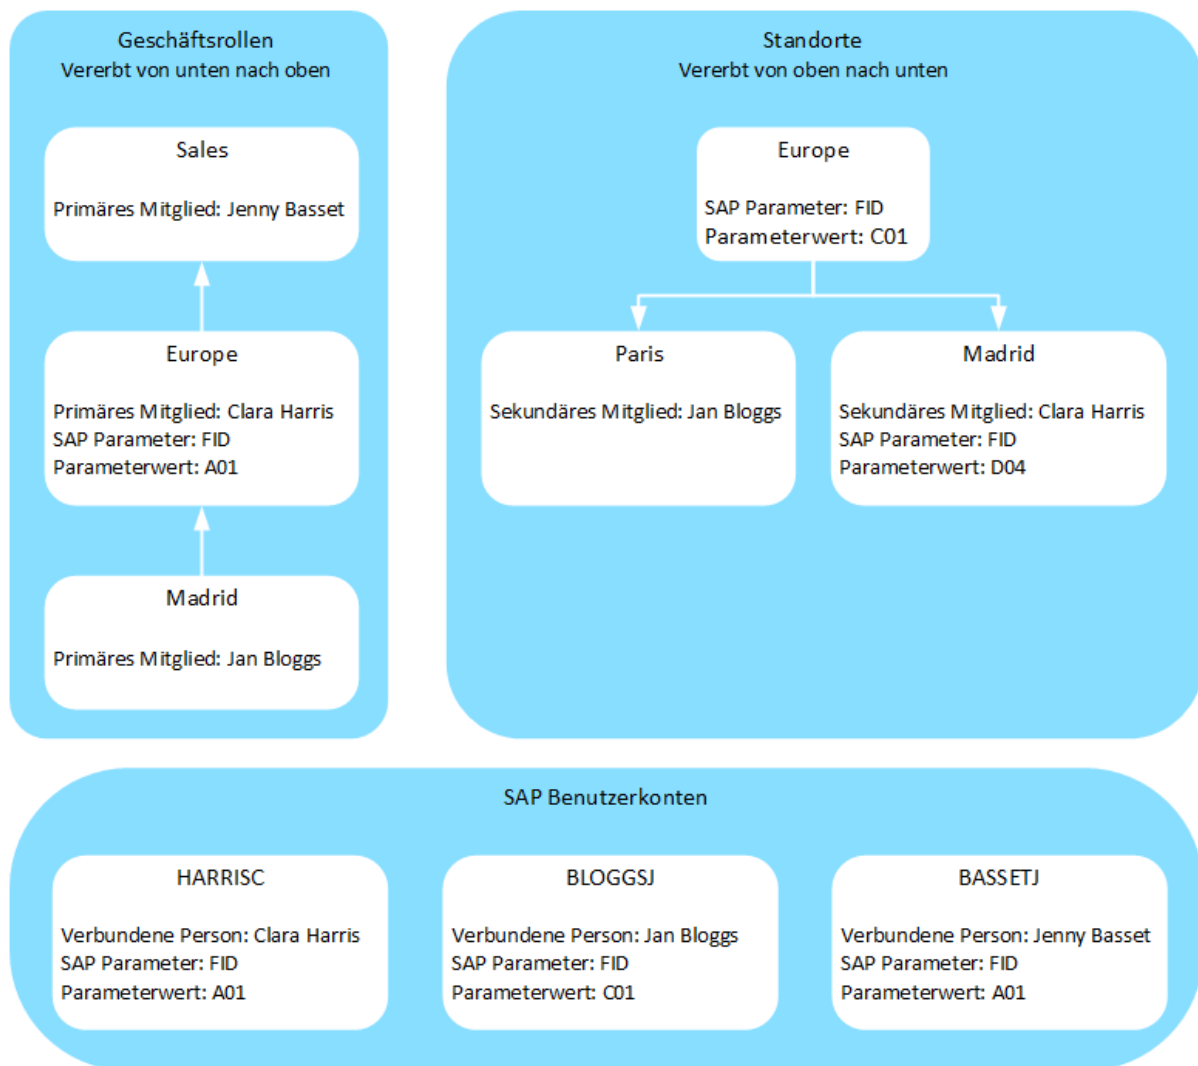 Geschäftsrollen
Vererbt von unten nach oben
Sales
Primäres Mitglied: Jenny Basset
Europe
Primäres Mitglied: Clara Harris
SAP Parameter: FID
Parameterwert: A01
Madrid
Primäres Mitglied: Jan Bloggs
Standorte
Vererbt von oben nach unten
Europe
SAP Parameter: FID
Parameterwert: C01
Paris
Sekundäres Mitglied: Jan Bloggs
Madrid
Sekundäres Mitglied: Clara Harris
SAP Parameter: FID
Parameterwert: D04
SAP Benutzerkonten
HARRISC
Verbundene Person: Clara Harris
SAP Parameter: FID
Parameterwert: A01
BLOGGSJ
Verbundene Person: Jan Bloggs
SAP Parameter: FID
Parameterwert: C01
BASSETJ
Verbundene Person: Jenny Basset
SAP Parameter: FID
Parameterwert: A01